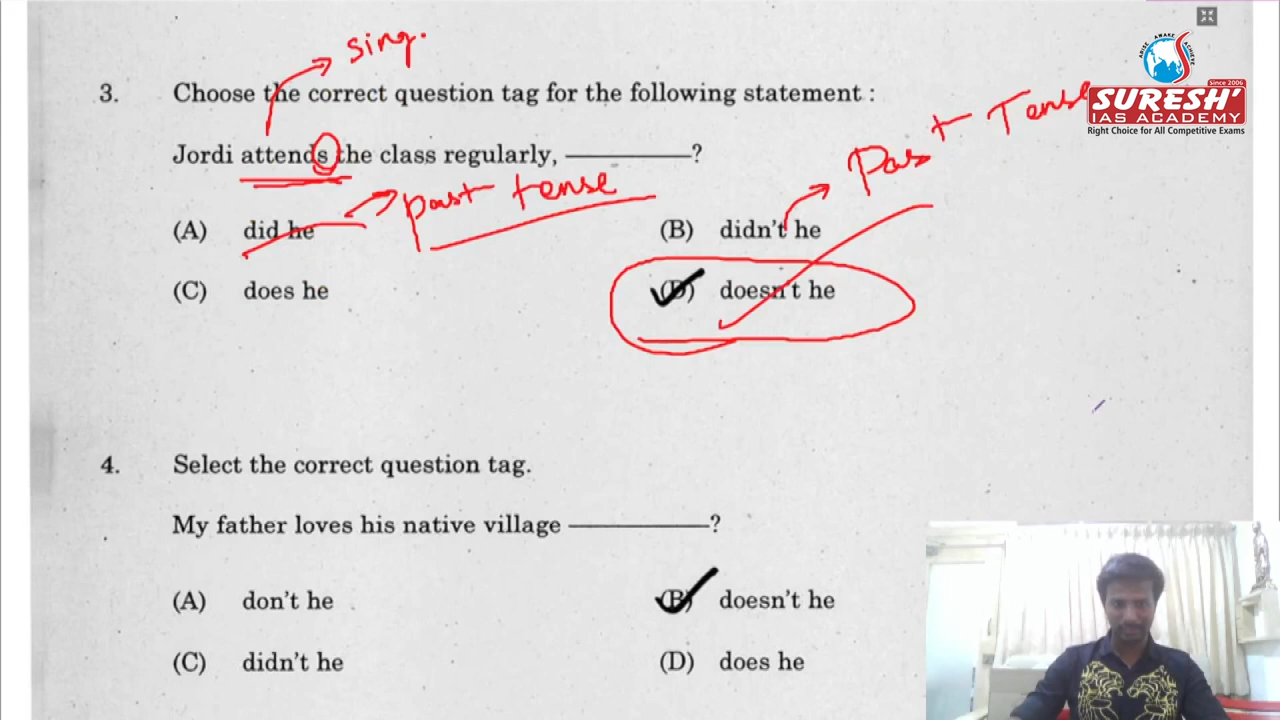 sing.
ARISE AWAKE ACHIEVE
Since 2006
SURESH'
IAS ACADEMY
Right Choice for All Competitive Exams
3. Choose the correct question tag for the following statement :
Past Tense
Jordi attends the class regularly, ————?
past tense
(A) did he (B) didn't he
(C) does he (D) doesn't he
4. Select the correct question tag.
My father loves his native village ————?
(A) don't he (B) doesn't he
(C) didn't he (D) does he